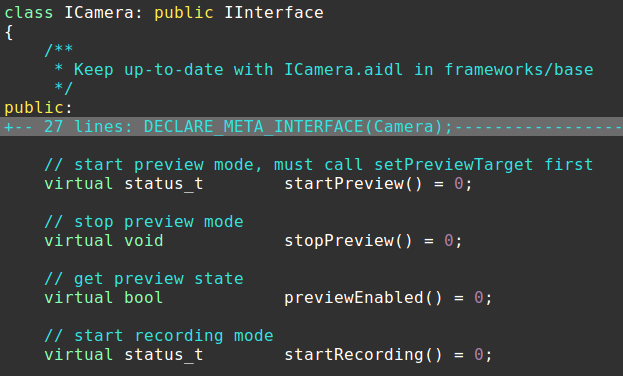 class ICamera: public IInterface
{
    /**
     * Keep up-to-date with ICamera.aidl in frameworks/base
     */
public:
+-- 27 lines: DECLARE_META_INTERFACE(Camera);-----------------
    // start preview mode, must call setPreviewTarget first
    virtual status_t        startPreview() = 0;
    // stop preview mode
    virtual void            stopPreview() = 0;
    // get preview state
    virtual bool            previewEnabled() = 0;
    // start recording mode
    virtual status_t        startRecording() = 0;